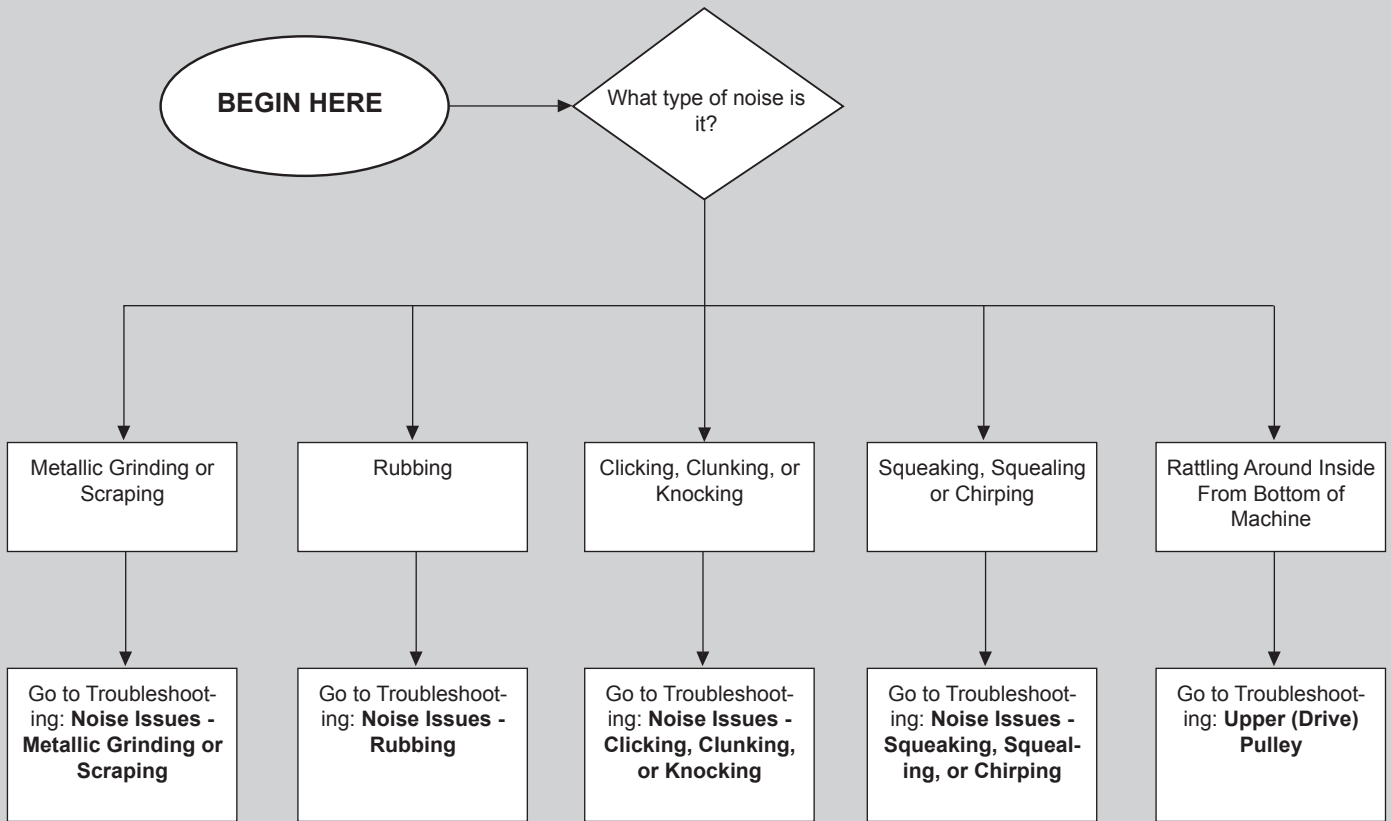 BEGIN HERE
What type of noise is
it?
Metallic Grinding or
Scraping
Rubbing
Clicking, Clunking, or
Knocking
Squeaking, Squealing
or Chirping
Rattling Around Inside
From Bottom of
Machine
Go to Troubleshoot-
ing: Noise Issues -
Metallic Grinding or
Scraping
Go to Troubleshoot-
ing: Noise Issues -
Rubbing
Go to Troubleshoot-
ing: Noise Issues -
Clicking, Clunking,
or Knocking
Go to Troubleshoot-
ing: Noise Issues -
Squeaking, Squeal-
ing, or Chirping
Go to Troubleshoot-
ing: Upper (Drive)
Pulley